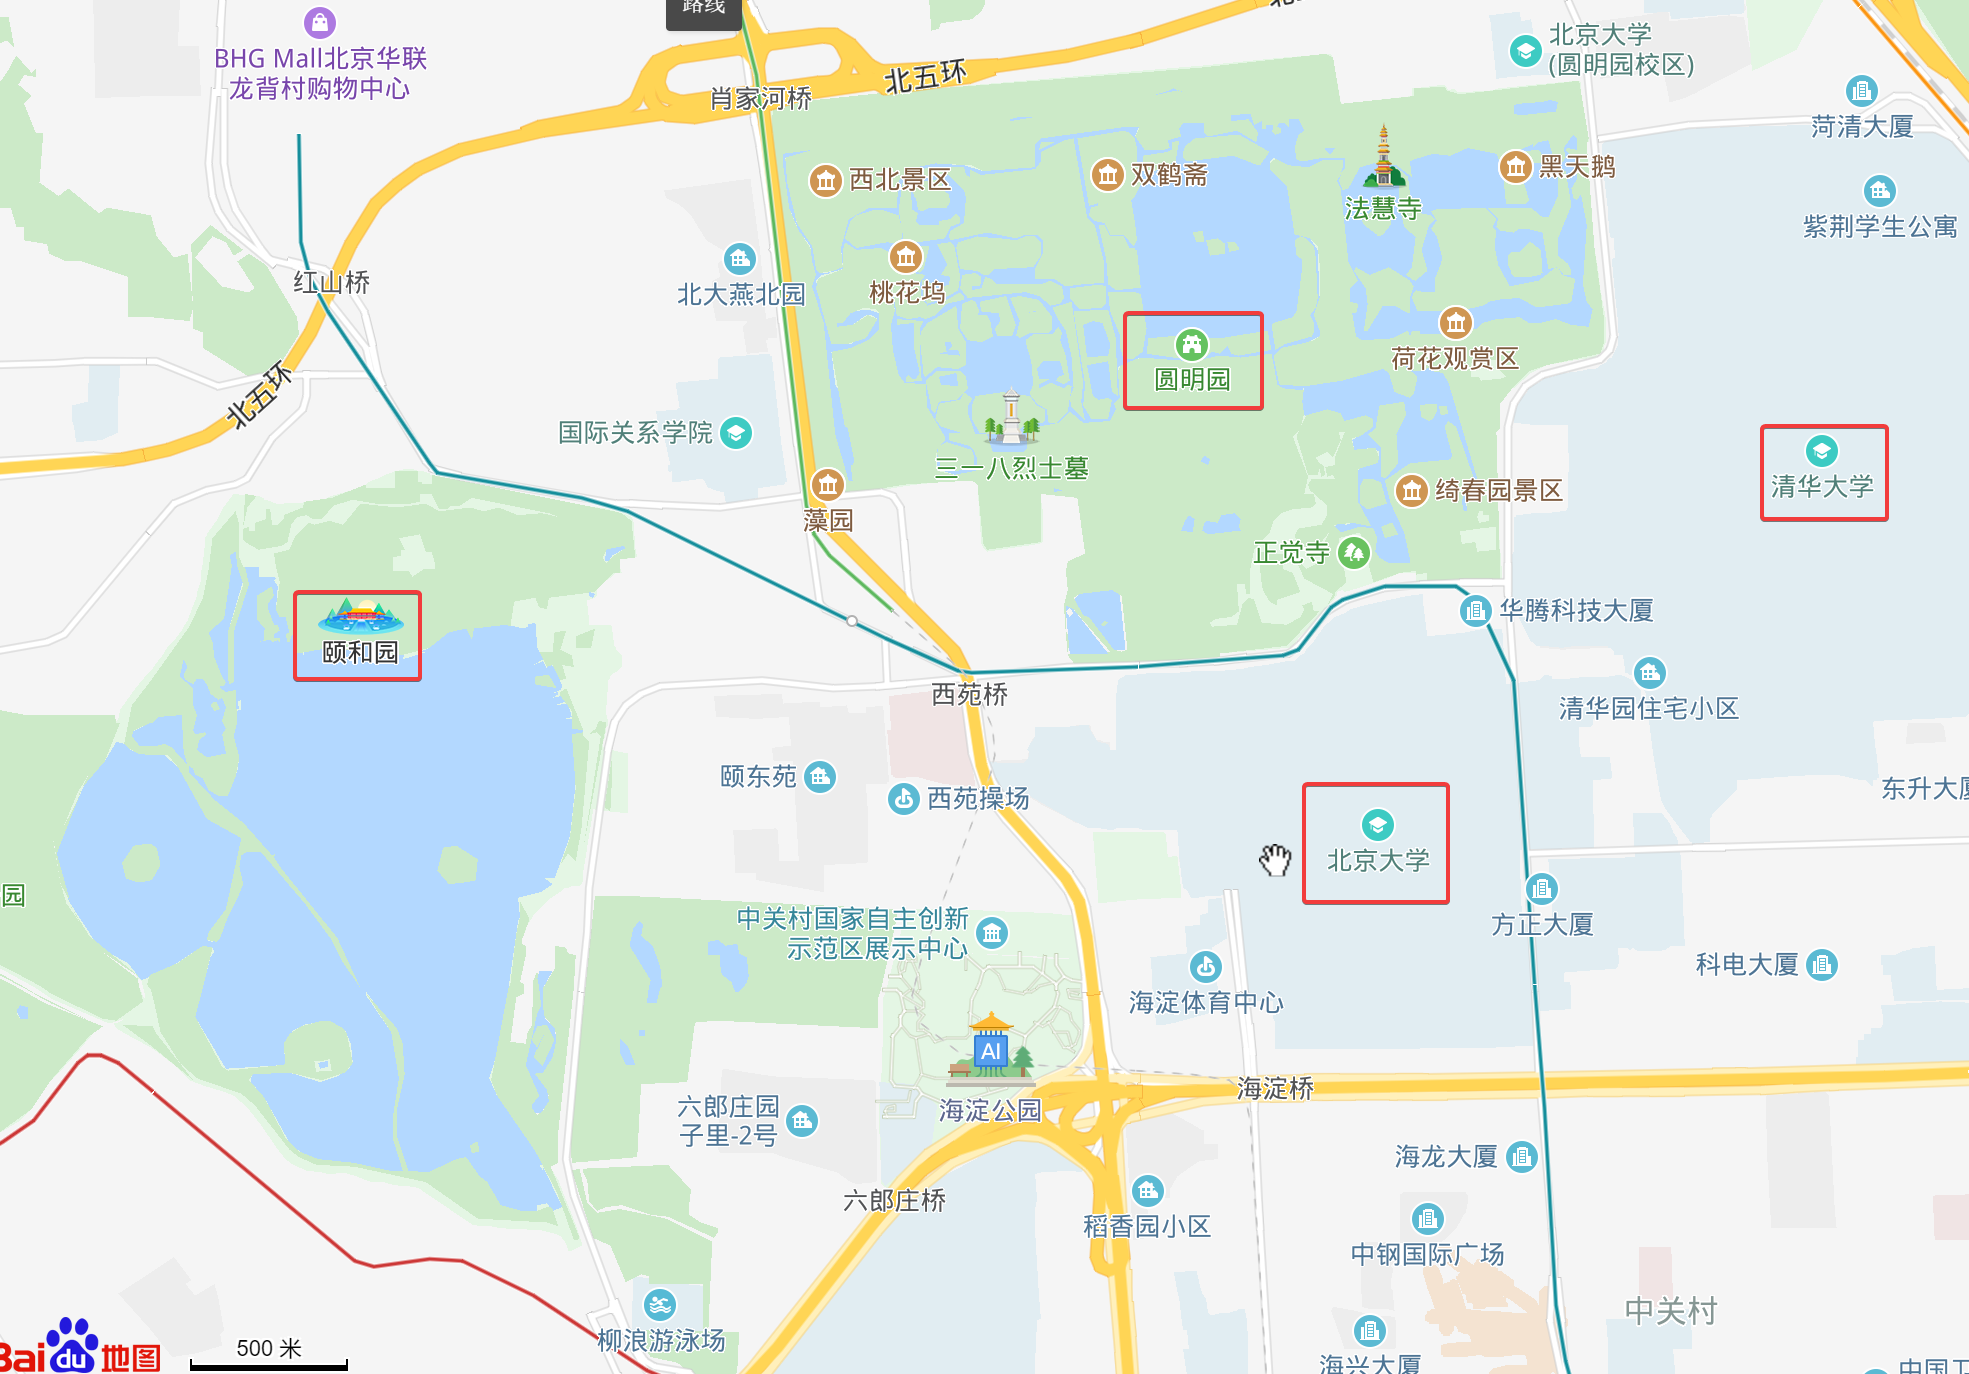 路线
北五环
BHG Mall北京华联
龙背村购物中心
肖家河桥
北京大学
(圆明园校区)
菏清大厦
西北景区
双鹤斋
法慧寺
黑天鹅
紫荆学生公寓
红山桥
北大燕北园
桃花坞
圆明园
荷花观赏区
北五环
国际关系学院
三一八烈士墓
绮春园景区
清华大学
藻园
正觉寺
颐和园
华腾科技大厦
西苑桥
清华园住宅小区
颐东苑
西苑操场
东升大厦
北京大学
园
中关村国家自主创新
示范区展示中心
方正大厦
科电大厦
海淀体育中心
AI
海淀公园
海淀桥
六郎庄园
子里-2号
海龙大厦
六郎庄桥
稻香园小区
中钢国际广场
中关村
柳浪游泳场
海兴大厦
Bai du 地图
500 米